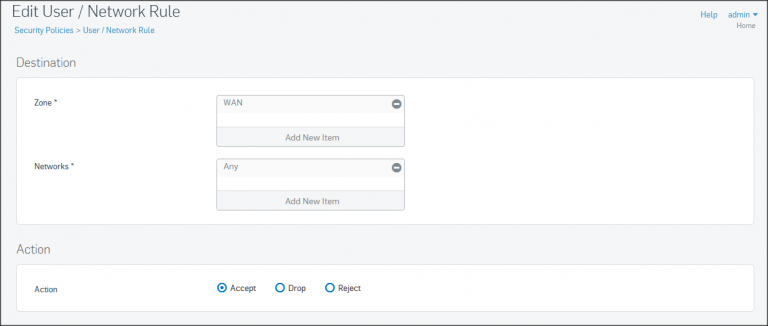 Edit User / Network Rule
Help admin
Security Policies > User / Network Rule
Home
Destination
Zone * WAN
Add New Item
Networks * Any
Add New Item
Action
Action Accept Drop Reject